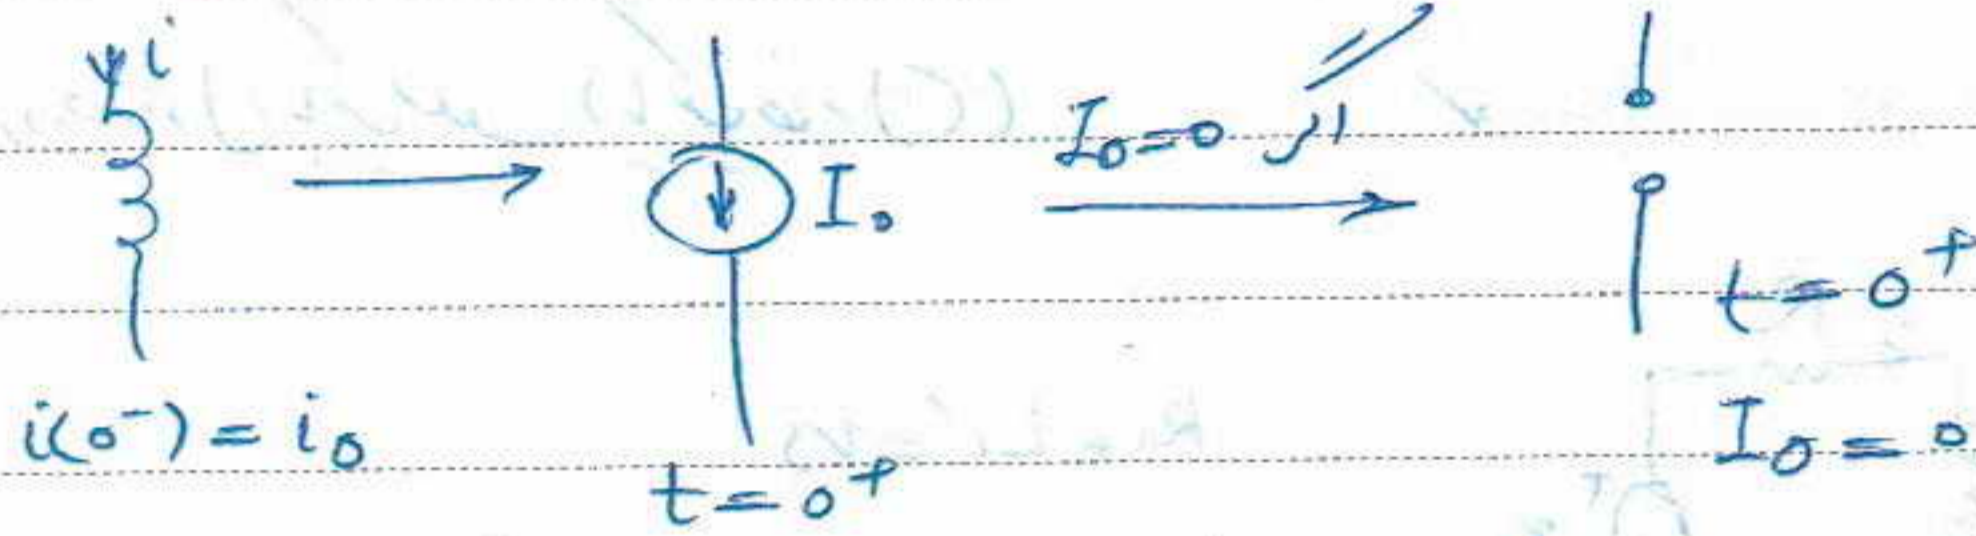 i
I₀
I₀=0 اگر
t=0⁺
i(0⁻) = i₀
I₀ = 0
t=0⁺